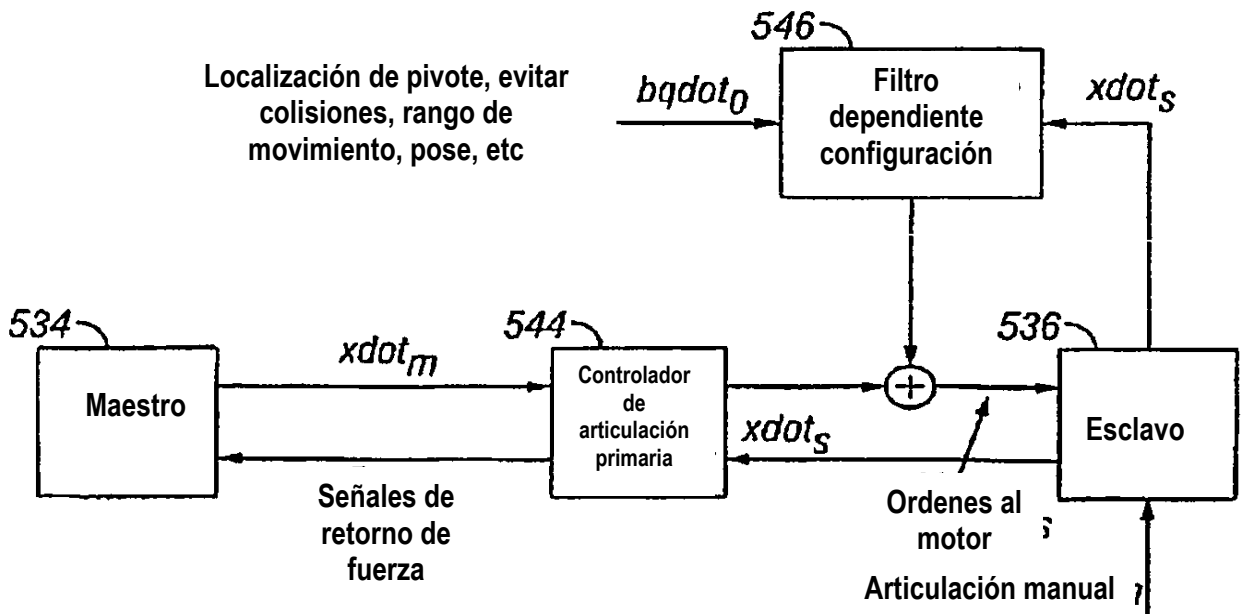 546
Localización de pivote, evitar
colisiones, rango de
movimiento, pose, etc
bqdot0
Filtro
dependiente
configuración
xdots
534
Maestro
xdotm
Señales de
retorno de
fuerza
544
Controlador
de
articulación
primaria
+
xdots
Ordenes al
motor
s
536
Esclavo
Articulación manual